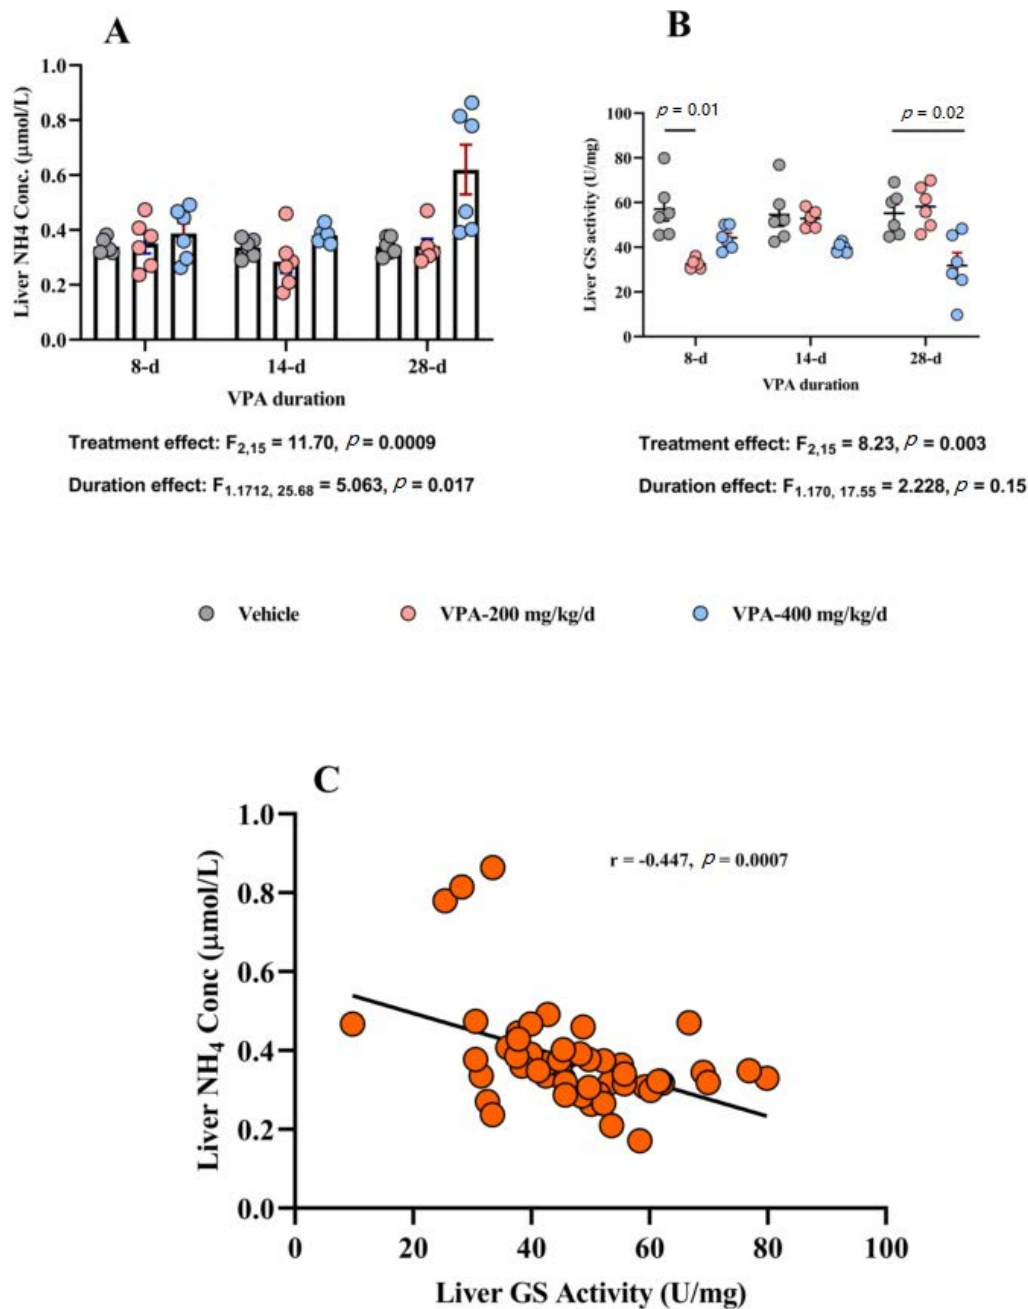 A
Liver NH4 Conc. (μmol/L)
1.0
0.8
0.6
0.4
0.2
0.0
8-d
14-d
28-d
VPA duration
Treatment effect: F2,15 = 11.70, p = 0.0009
Duration effect: F1.1712, 25.68 = 5.063, p = 0.017
B
Liver GS activity (U/mg)
100
80
60
40
20
0
p = 0.01
p = 0.02
8-d
14-d
28-d
VPA duration
Treatment effect: F2,15 = 8.23, p = 0.003
Duration effect: F1.170, 17.55 = 2.228, p = 0.15
Vehicle
VPA-200 mg/kg/d
VPA-400 mg/kg/d
C
Liver NH4 Conc (μmol/L)
1.0
0.8
0.6
0.4
0.2
0.0
r = -0.447, p = 0.0007
0
20
40
60
80
100
Liver GS Activity (U/mg)